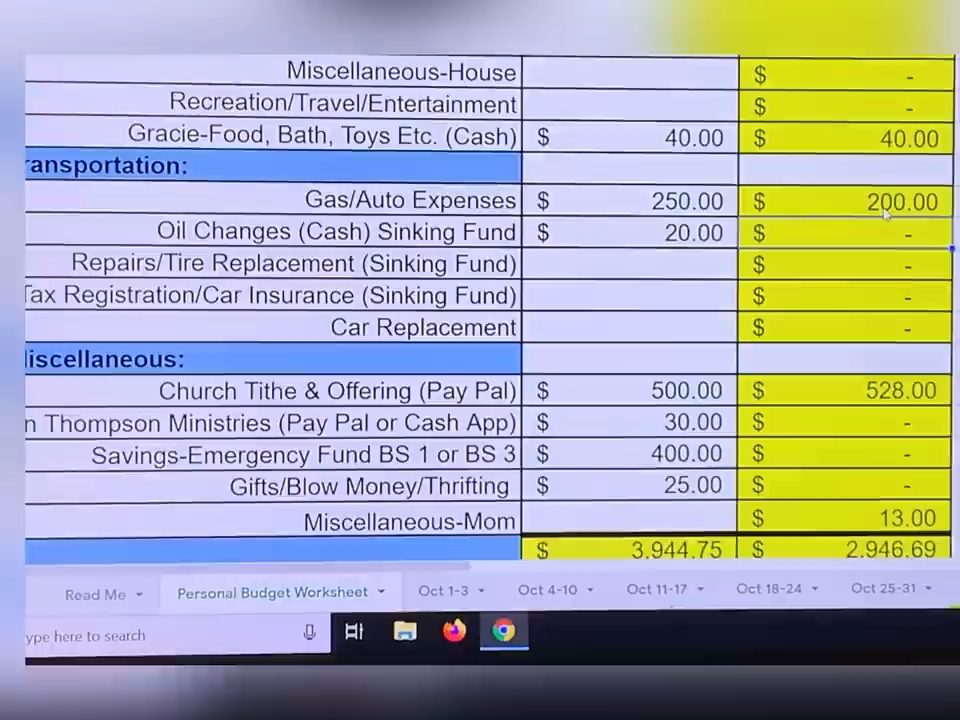 Miscellaneous-House $ -
Recreation/Travel/Entertainment $ -
Gracie-Food, Bath, Toys Etc. (Cash) $ 40.00 $ 40.00
ansportation:
Gas/Auto Expenses $ 250.00 $ 200.00
Oil Changes (Cash) Sinking Fund $ 20.00 $ -
Repairs/Tire Replacement (Sinking Fund) $ -
Tax Registration/Car Insurance (Sinking Fund) $ -
Car Replacement $ -
iscellaneous:
Church Tithe & Offering (Pay Pal) $ 500.00 $ 528.00
n Thompson Ministries (Pay Pal or Cash App) $ 30.00 $ -
Savings-Emergency Fund BS 1 or BS 3 $ 400.00 $ -
Gifts/Blow Money/Thrifting $ 25.00 $ -
Miscellaneous-Mom $ 13.00
$ 3,944.75 $ 2,946.69
Read Me Personal Budget Worksheet Oct 1-3 Oct 4-10 Oct 11-17 Oct 18-24 Oct 25-31
ype here to search